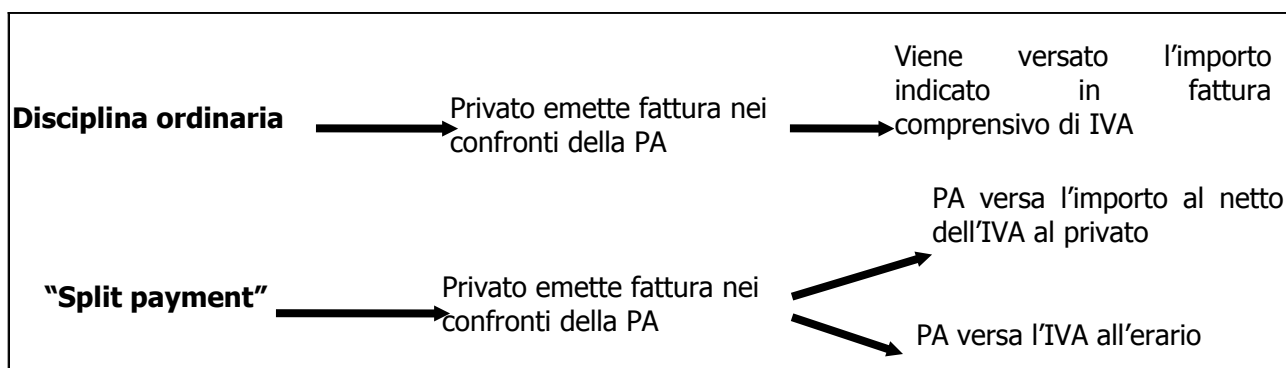 Disciplina ordinaria
Privato emette fattura nei
confronti della PA
Viene versato l’importo
indicato in fattura
comprensivo di IVA
“Split payment”
Privato emette fattura nei
confronti della PA
PA versa l’importo al netto
dell’IVA al privato
PA versa l’IVA all’erario